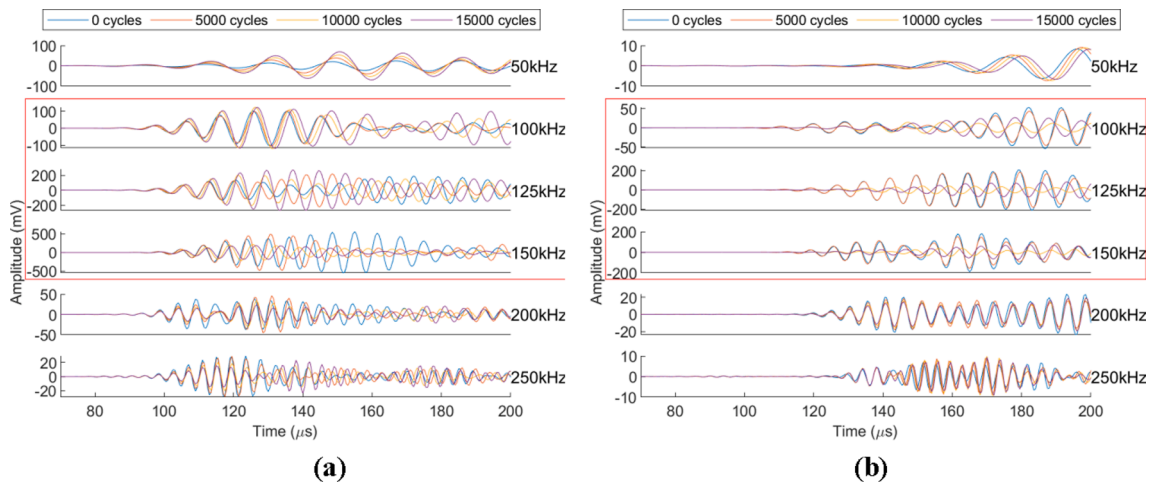 0 cycles 5000 cycles 10000 cycles 15000 cycles
100
0
-100
50kHz
100
0
-100
100kHz
200
0
-200
125kHz
500
0
-500
150kHz
50
0
-50
200kHz
20
0
-20
250kHz
Amplitude (mV)
80 100 120 140 160 180 200
Time (μs)
(a)
0 cycles 5000 cycles 10000 cycles 15000 cycles
10
0
-10
50kHz
50
0
-50
100kHz
200
0
-200
125kHz
200
0
-200
150kHz
20
0
-20
200kHz
10
0
-10
250kHz
Amplitude (mV)
80 100 120 140 160 180 200
Time (μs)
(b)